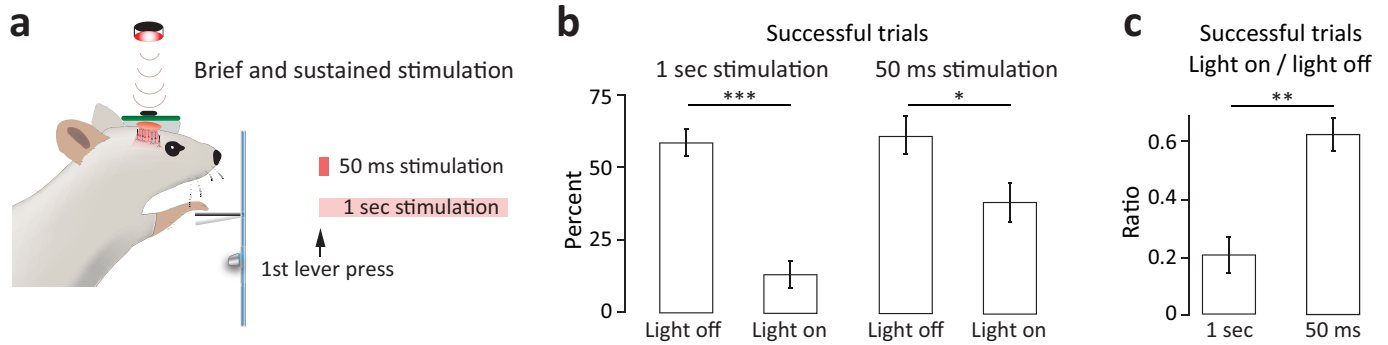 a
Brief and sustained stimulation
50 ms stimulation
1 sec stimulation
1st lever press
b
Successful trials
1 sec stimulation
50 ms stimulation
***
*
Percent
75
50
25
0
Light off
Light on
Light off
Light on
c
Successful trials
Light on / light off
**
Ratio
0.6
0.4
0.2
0
1 sec
50 ms